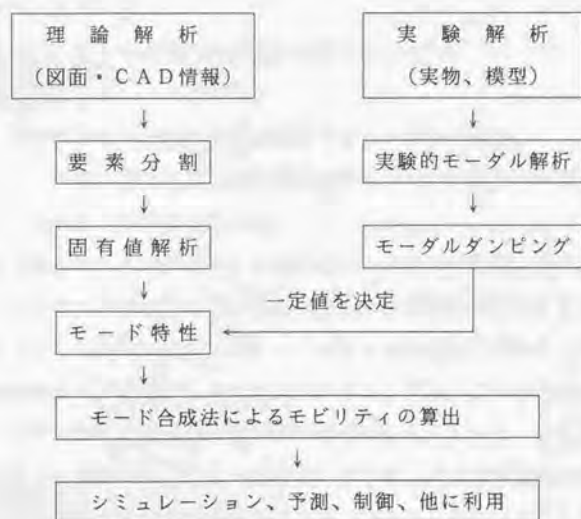 理論解析
(図面・CAD情報)
↓
要素分割
↓
固有値解析
↓
モード特性
実験解析
(実物、模型)
↓
実験的モーダル解析
↓
モーダルダンピング
一定値を決定
↓
モード合成法によるモビリティの算出
↓
シミュレーション、予測、制御、他に利用